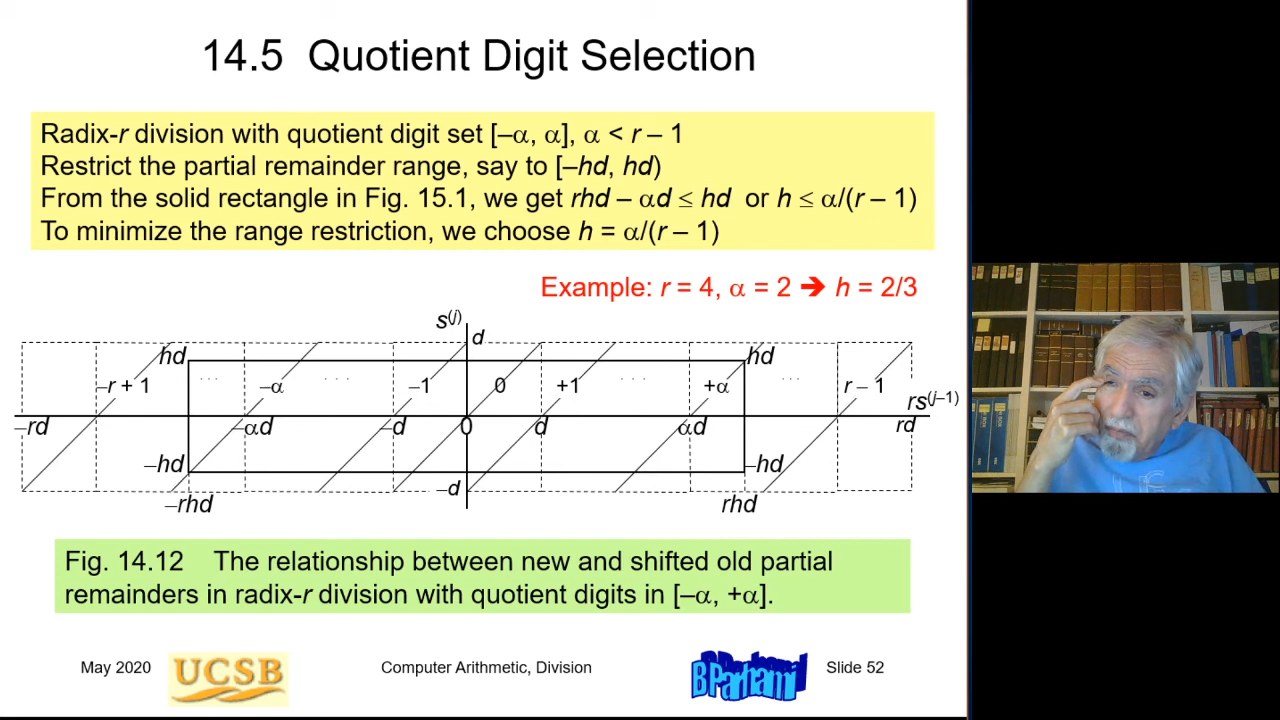 14.5 Quotient Digit Selection
Radix-r division with quotient digit set [–α, α], α < r – 1
Restrict the partial remainder range, say to [–hd, hd)
From the solid rectangle in Fig. 15.1, we get rhd – αd ≤ hd or h ≤ α/(r – 1)
To minimize the range restriction, we choose h = α/(r – 1)
Example: r = 4, α = 2 ➔ h = 2/3
s(j)
d
hd hd
–r + 1 . . . –α . . . –1 0 +1 . . . +α . . . r – 1
rs(j–1)
–rd –αd –d 0 d αd rd
–hd –hd
–d
–rhd rhd
Fig. 14.12 The relationship between new and shifted old partial
remainders in radix-r division with quotient digits in [–α, +α].
May 2020 UCSB Computer Arithmetic, Division B Parhami Slide 52